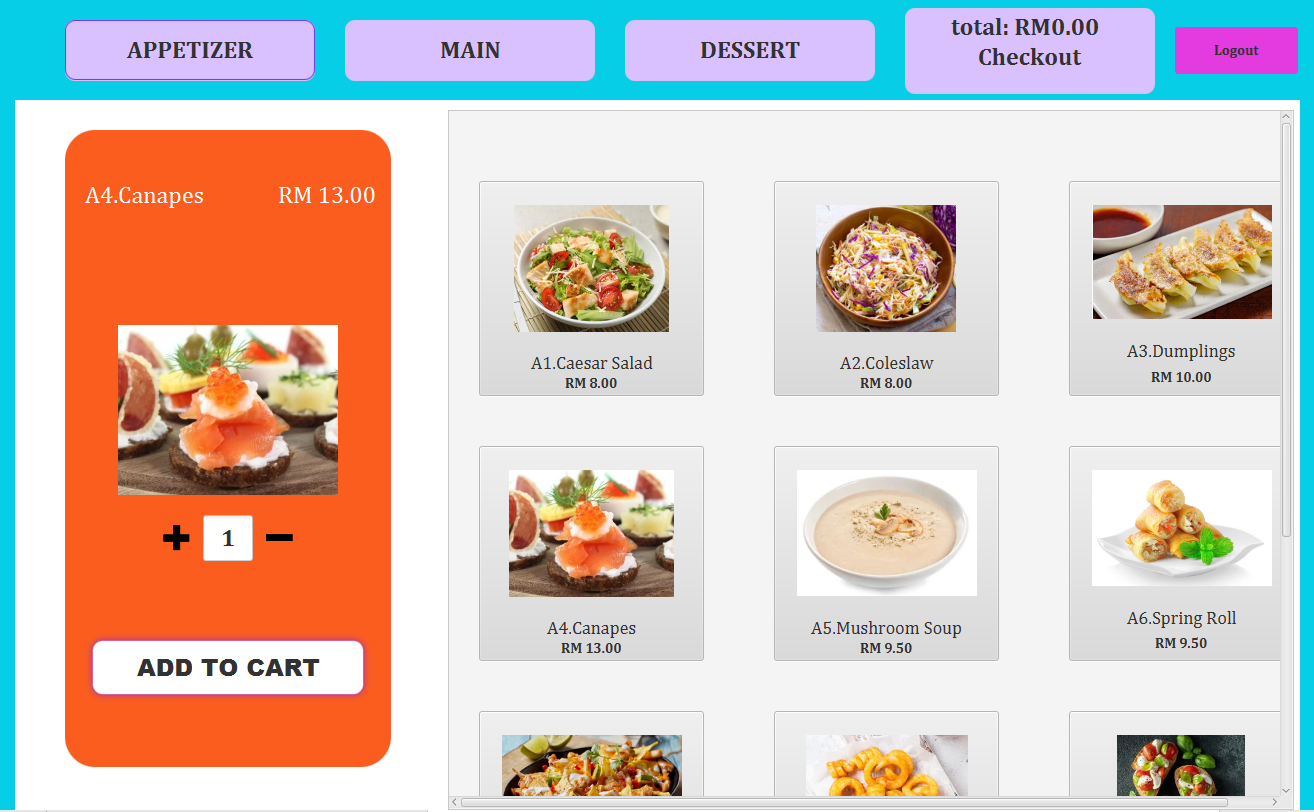 APPETIZER
MAIN
DESSERT
total: RM0.00
Checkout
Logout
A4.Canapes
RM 13.00
1
ADD TO CART
A1.Caesar Salad
RM 8.00
A2.Coleslaw
RM 8.00
A3.Dumplings
RM 10.00
A4.Canapes
RM 13.00
A5.Mushroom Soup
RM 9.50
A6.Spring Roll
RM 9.50